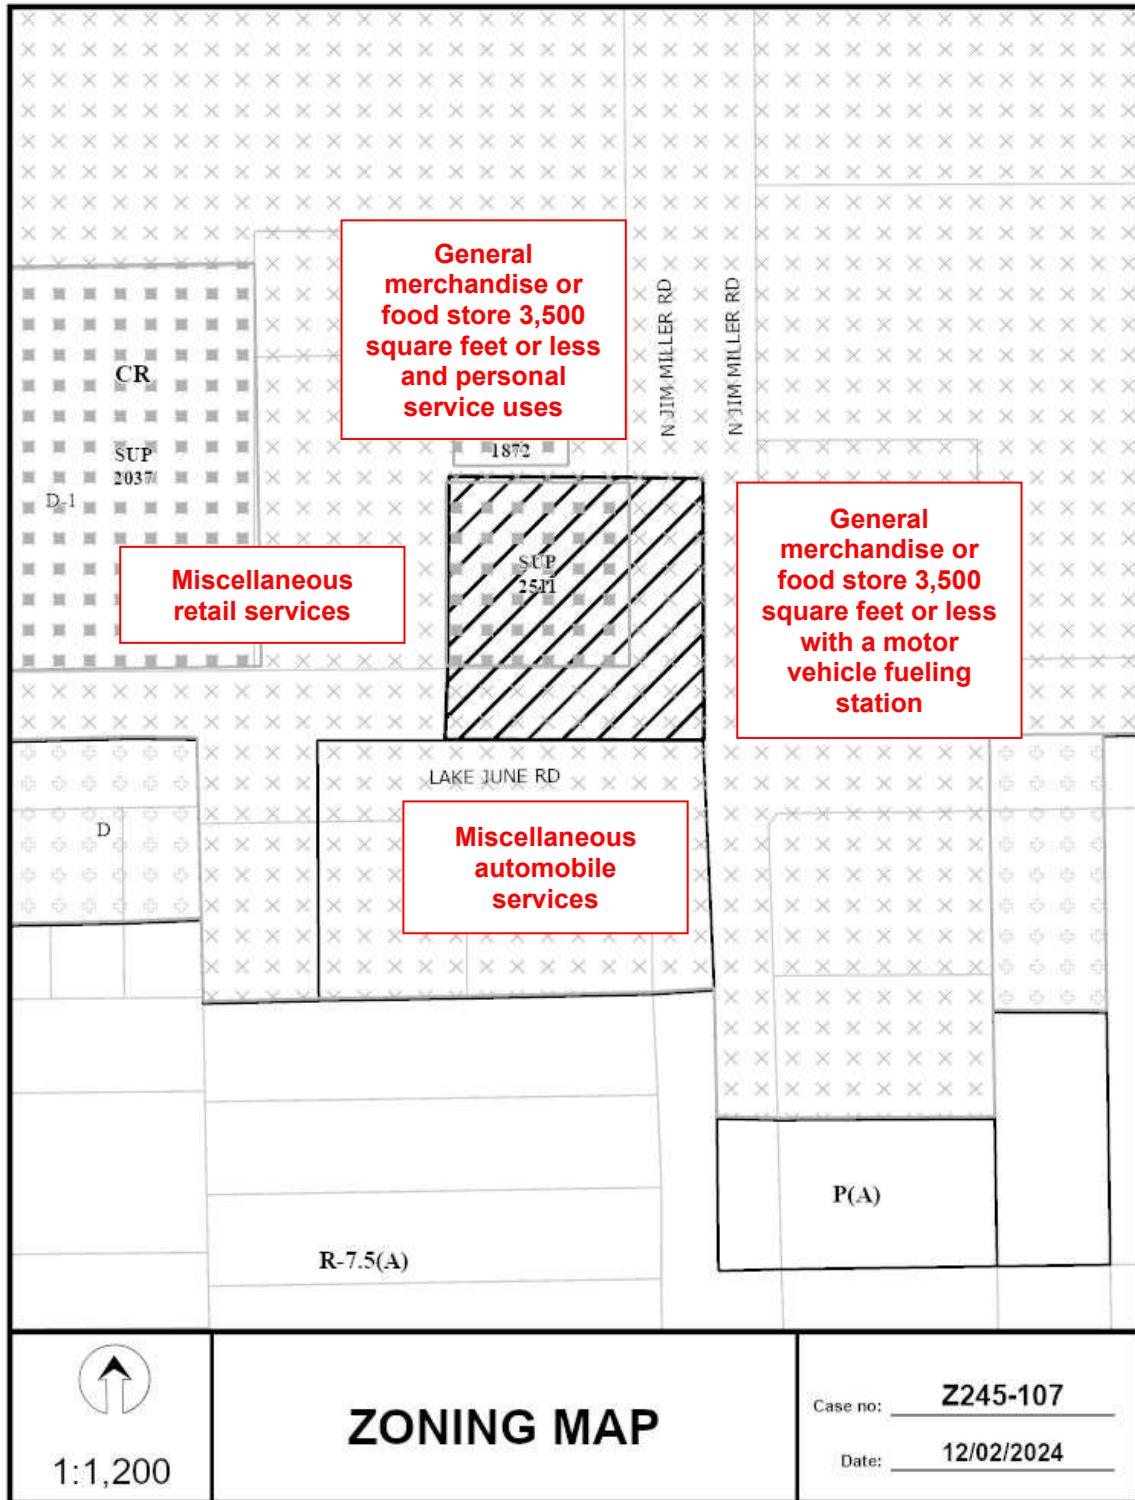 General
merchandise or
food store 3,500
square feet or less
and personal
service uses
N JIM MILLER RD
N JIM MILLER RD
CR
SUP
2037
D-1
1872
General
merchandise or
food store 3,500
square feet or less
with a motor
vehicle fueling
station
SUP
2511
Miscellaneous
retail services
LAKE JUNE RD
D
Miscellaneous
automobile
services
P(A)
R-7.5(A)
1:1,200
ZONING MAP
Case no: Z245-107
Date: 12/02/2024